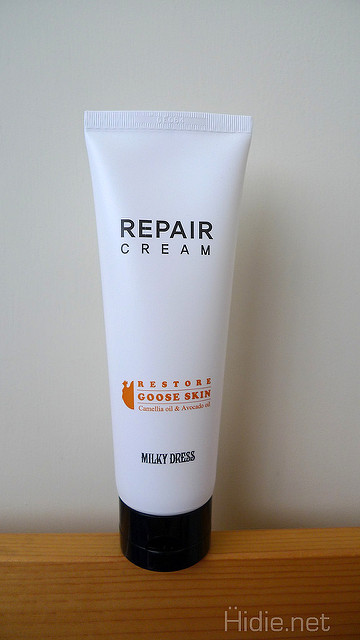 REPAIR
CREAM
RESTORE
GOOSE SKIN
Camellia oil & Avocado oil
MILKY DRESS
Hidie.net